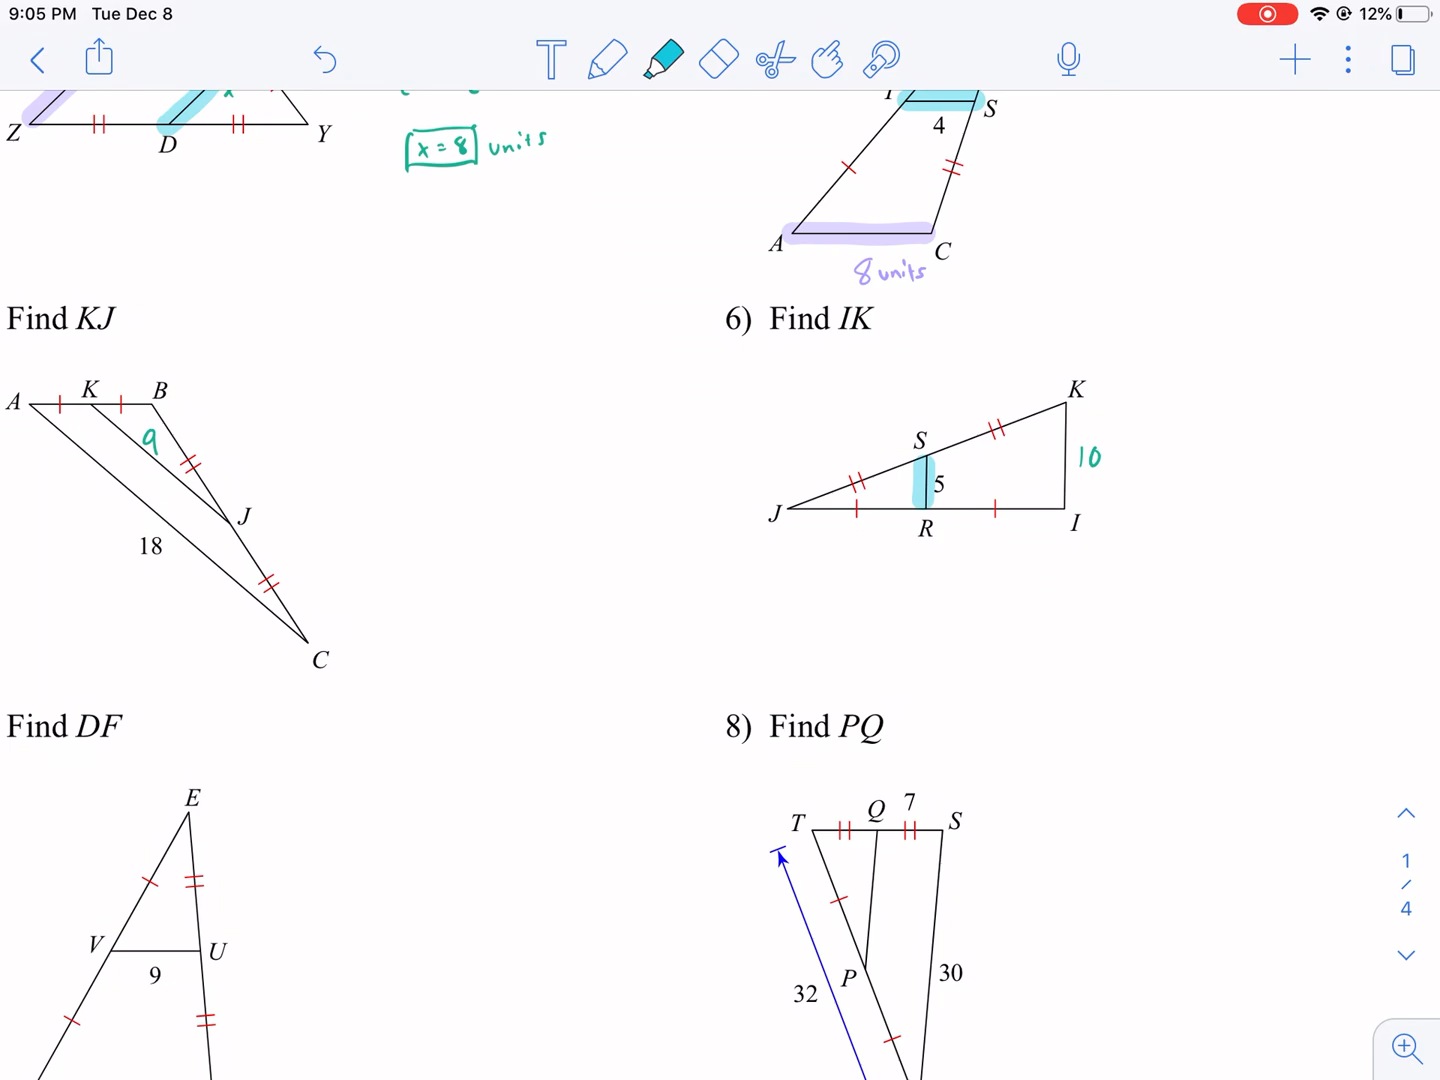 9:05 PM Tue Dec 8
12%
T
Z
D
Y
x
x = 8 units
S
4
A
C
8 units
Find KJ
A
K
B
9
J
18
C
6) Find IK
K
S
10
5
J
R
I
Find DF
E
V
U
9
8) Find PQ
T
Q
7
S
P
30
32
1
/
4